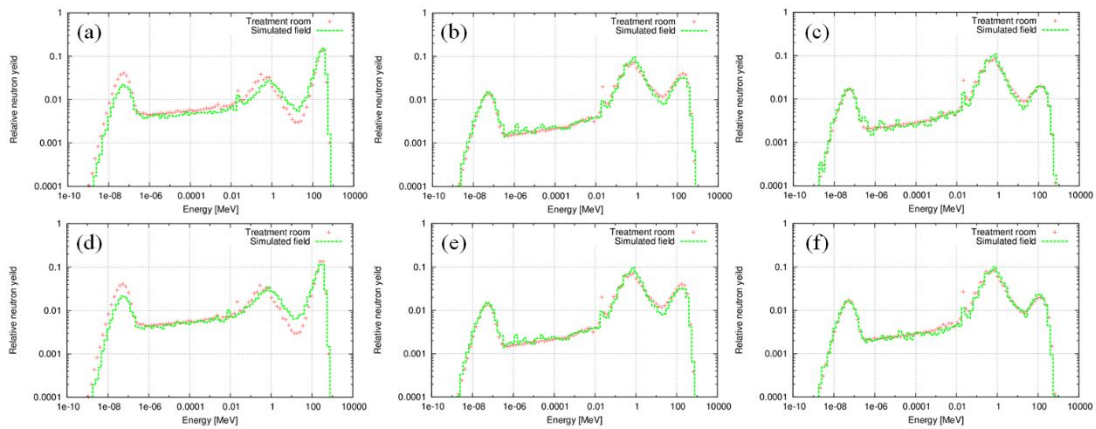 (a)
Treatment room
Simulated field
Relative neutron yeild
1
0.1
0.01
0.001
0.0001
1e-10 1e-08 1e-06 0.0001 0.01 1 100 10000
Energy [MeV]
(b)
Treatment room
Simulated field
Relative neutron yeild
1
0.1
0.01
0.001
0.0001
1e-10 1e-08 1e-06 0.0001 0.01 1 100 10000
Energy [MeV]
(c)
Treatment room
Simulated field
Relative neutron yeild
1
0.1
0.01
0.001
0.0001
1e-10 1e-08 1e-06 0.0001 0.01 1 100 10000
Energy [MeV]
(d)
Treatment room
Simulated field
Relative neutron yeild
1
0.1
0.01
0.001
0.0001
1e-10 1e-08 1e-06 0.0001 0.01 1 100 10000
Energy [MeV]
(e)
Treatment room
Simulated field
Relative neutron yeild
1
0.1
0.01
0.001
0.0001
1e-10 1e-08 1e-06 0.0001 0.01 1 100 10000
Energy [MeV]
(f)
Treatment room
Simulated field
Relative neutron yeild
1
0.1
0.01
0.001
0.0001
1e-10 1e-08 1e-06 0.0001 0.01 1 100 10000
Energy [MeV]